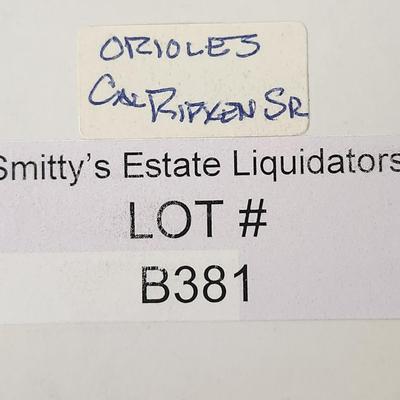 ORIOLES
CAL RIPKEN SR
Smitty's Estate Liquidators
LOT #
B381